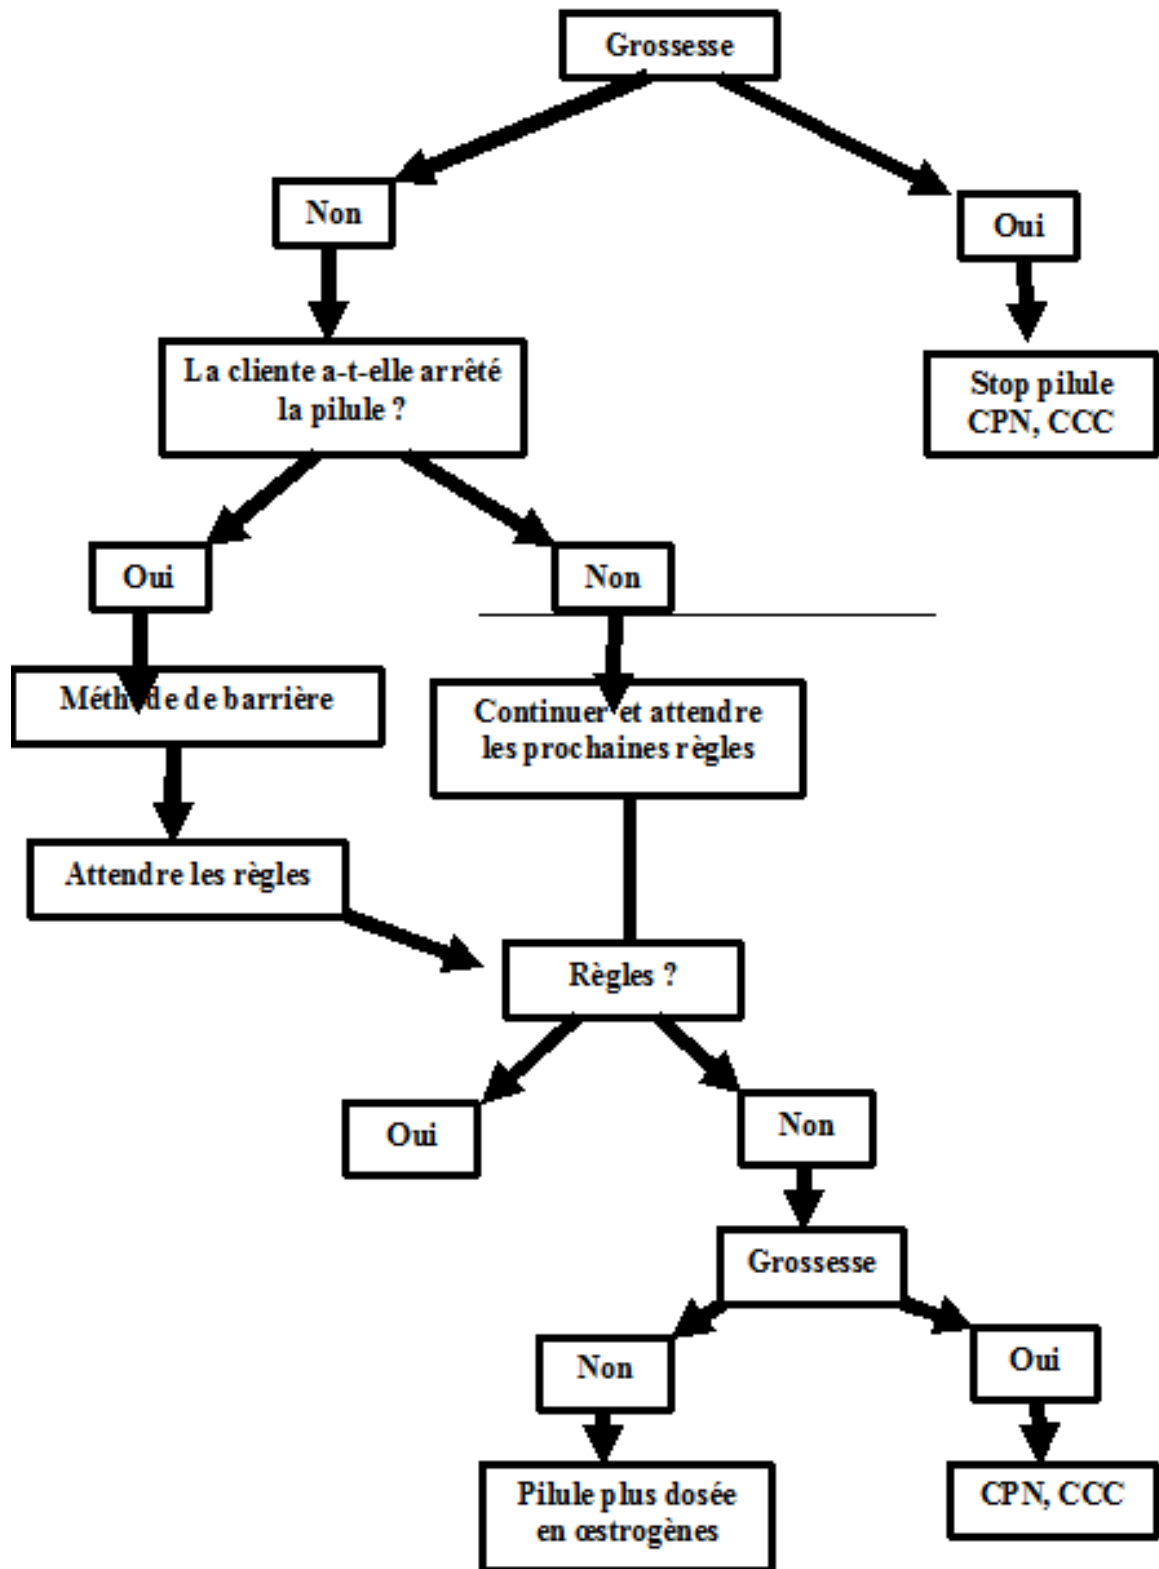 Grossesse
Non
Oui
La cliente a-t-elle arrêté
la pilule ?
Stop pilule
CPN, CCC
Oui
Non
Méthode de barrière
Continuer et attendre
les prochaines règles
Attendre les règles
Règles ?
Oui
Non
Grossesse
Non
Oui
Pilule plus dosée
en œstrogènes
CPN, CCC